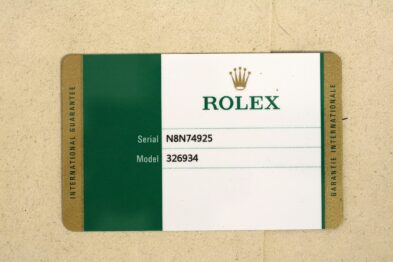 INTERNATIONAL GUARANTEE
ROLEX
Serial N8N74925
Model 326934
GARANTIE INTERNATIONALE